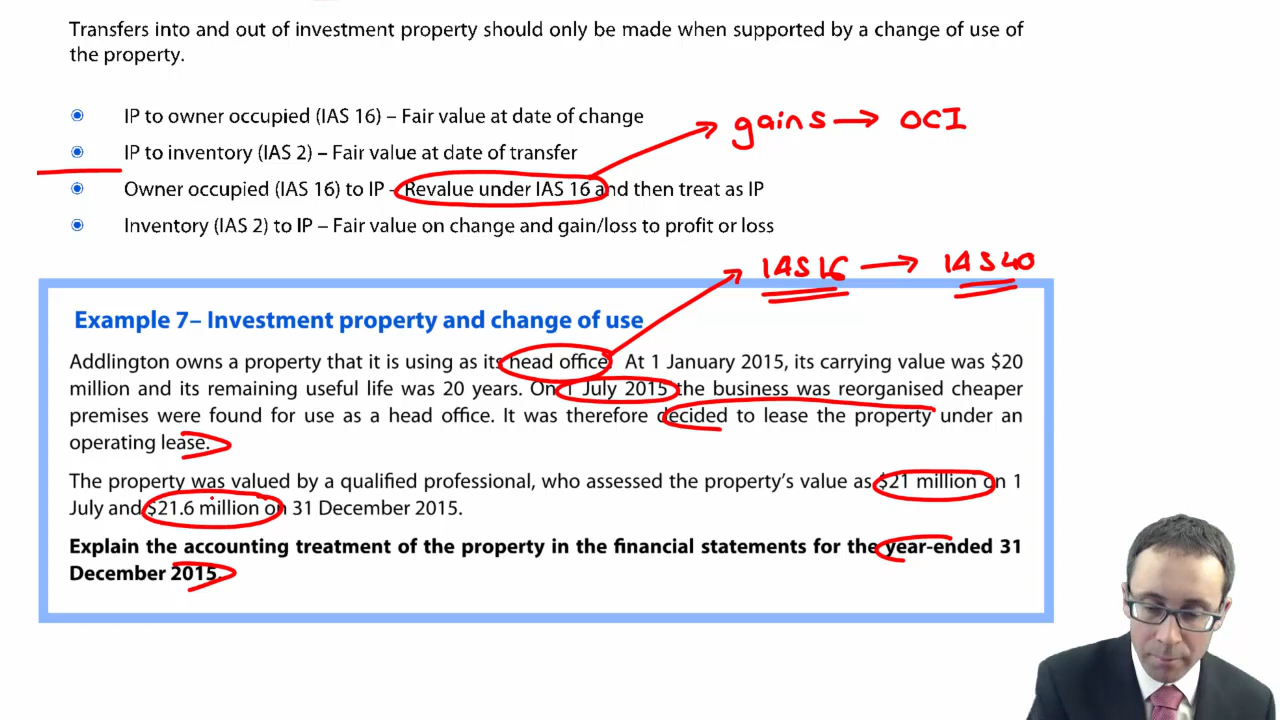 Transfers into and out of investment property should only be made when supported by a change of use of
the property.
IP to owner occupied (IAS 16) – Fair value at date of change
gains → OCI
IP to inventory (IAS 2) – Fair value at date of transfer
Owner occupied (IAS 16) to IP – Revalue under IAS 16 and then treat as IP
Inventory (IAS 2) to IP – Fair value on change and gain/loss to profit or loss
IAS 16 → IAS 40
Example 7– Investment property and change of use
Addlington owns a property that it is using as its head office. At 1 January 2015, its carrying value was $20
million and its remaining useful life was 20 years. On 1 July 2015 the business was reorganised cheaper
premises were found for use as a head office. It was therefore decided to lease the property under an
operating lease.
The property was valued by a qualified professional, who assessed the property's value as $21 million on 1
July and $21.6 million on 31 December 2015.
Explain the accounting treatment of the property in the financial statements for the year-ended 31
December 2015.